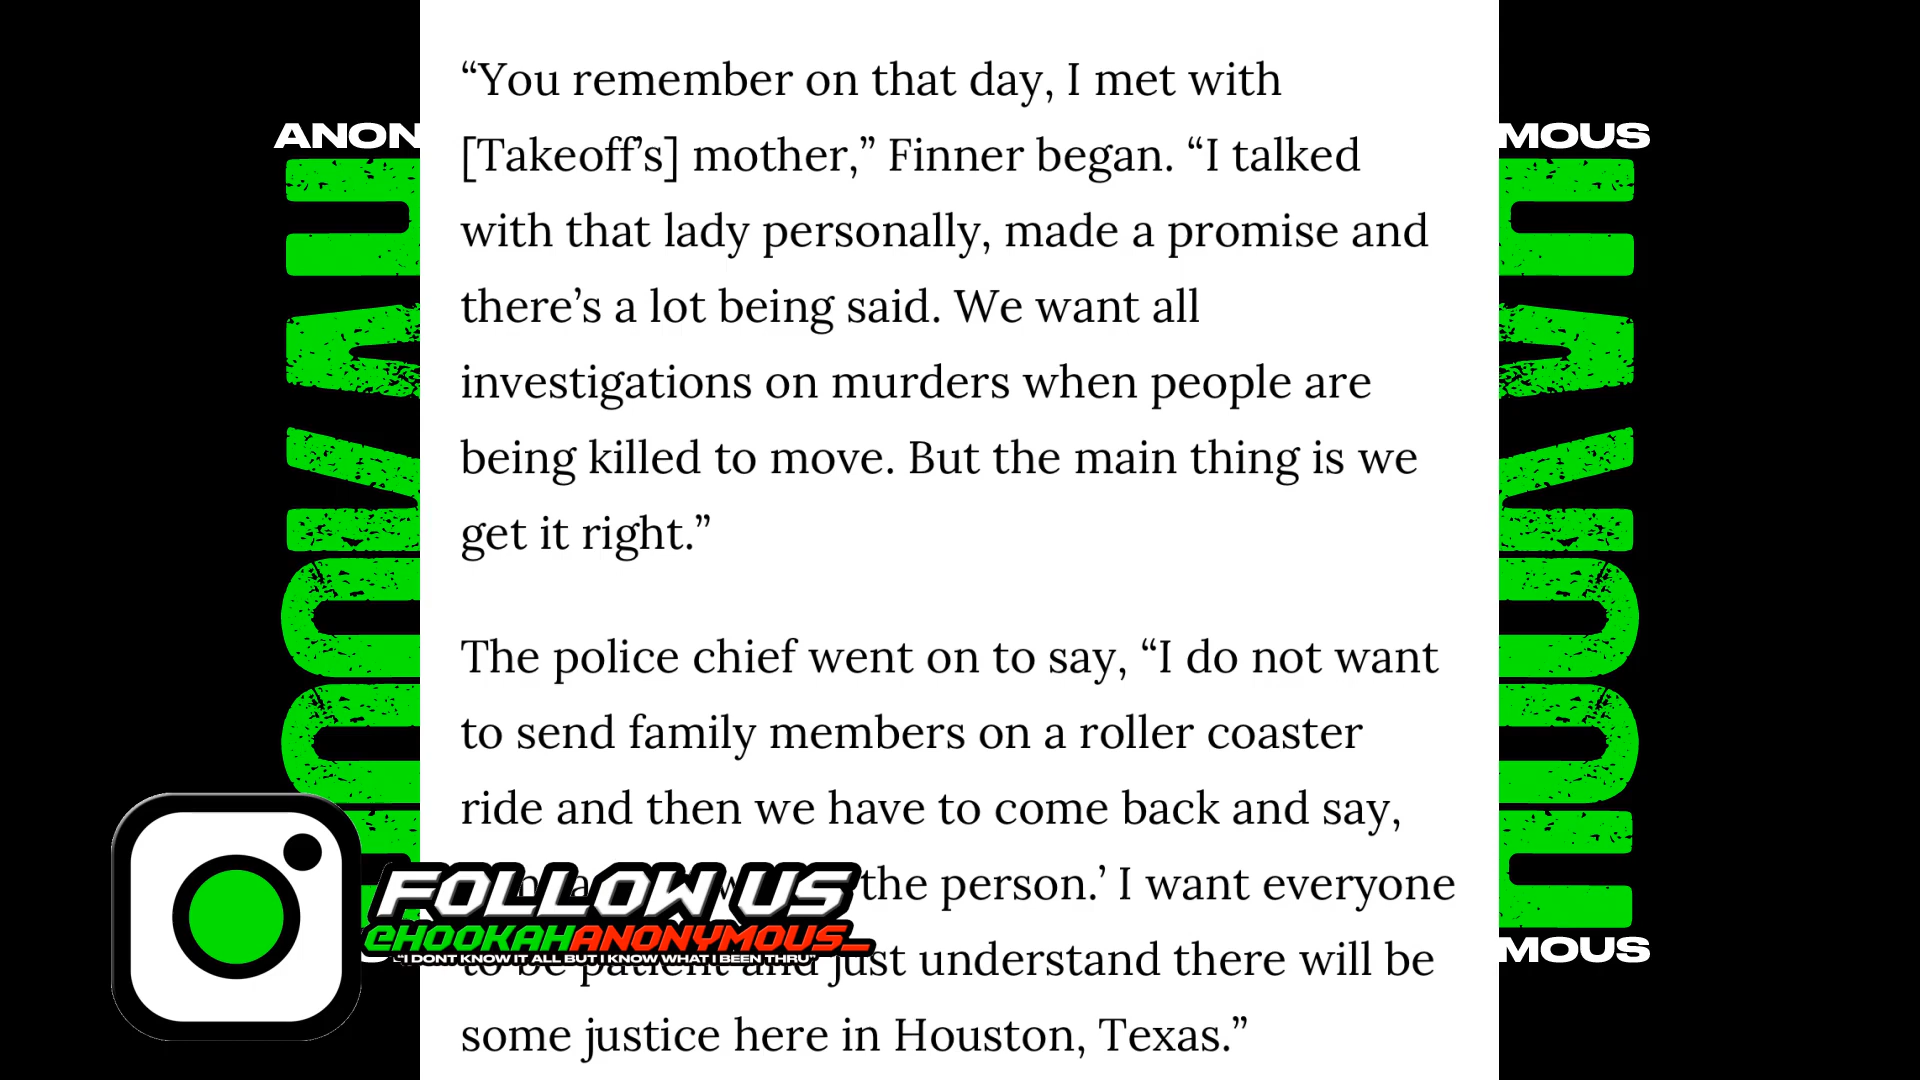 “You remember on that day, I met with
[Takeoff’s] mother,” Finner began. “I talked
with that lady personally, made a promise and
there’s a lot being said. We want all
investigations on murders when people are
being killed to move. But the main thing is we
get it right.”
The police chief went on to say, “I do not want
to send family members on a roller coaster
ride and then we have to come back and say,
the person.’ I want everyone
to be patient and just understand there will be
some justice here in Houston, Texas.”
ANON
MOUS
MOUS
FOLLOW US
@HOOKAHANONYMOUS_
"I DONT KNOW IT ALL BUT I KNOW WHAT I BEEN THRU"